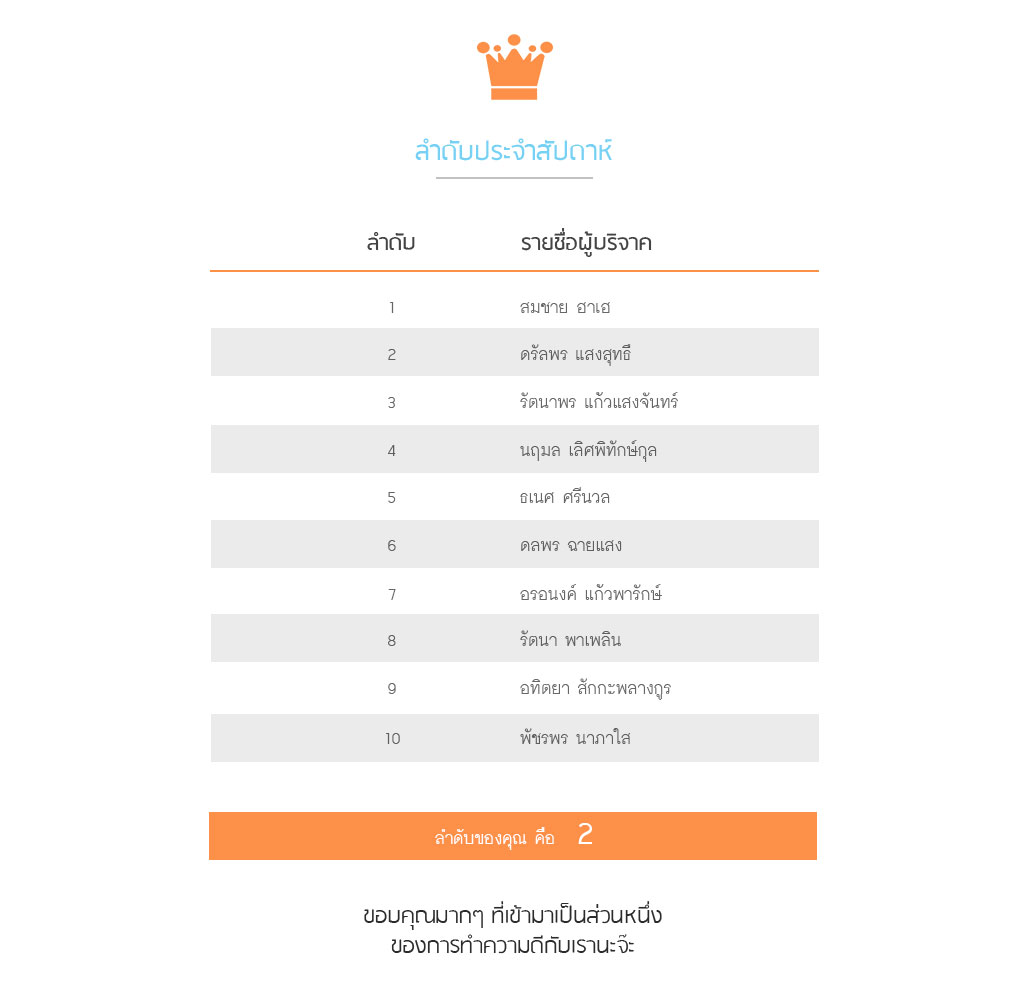 ลำดับประจำสัปดาห์
ลำดับ รายชื่อผู้บริจาค
1 สมชาย ฮาเฮ
2 ดรัลพร แสงสุทธิ์
3 รัดนาพร แก้วแสงจันทร์
4 นฤมล เลิศพิทักษ์กุล
5 ธเนศ ศรีนวล
6 ดลพร ฉายแสง
7 อรอนงค์ แก้วพารักษ์
8 รัดนา พาเพลิน
9 อทิตยา สักกะพลางกูร
10 พัชรพร นาภาใส
ลำดับของคุณ คือ 2
ขอบคุณมากๆ ที่เข้ามาเป็นส่วนหนึ่ง
ของการทำความดีกับเรานะจ๊ะ